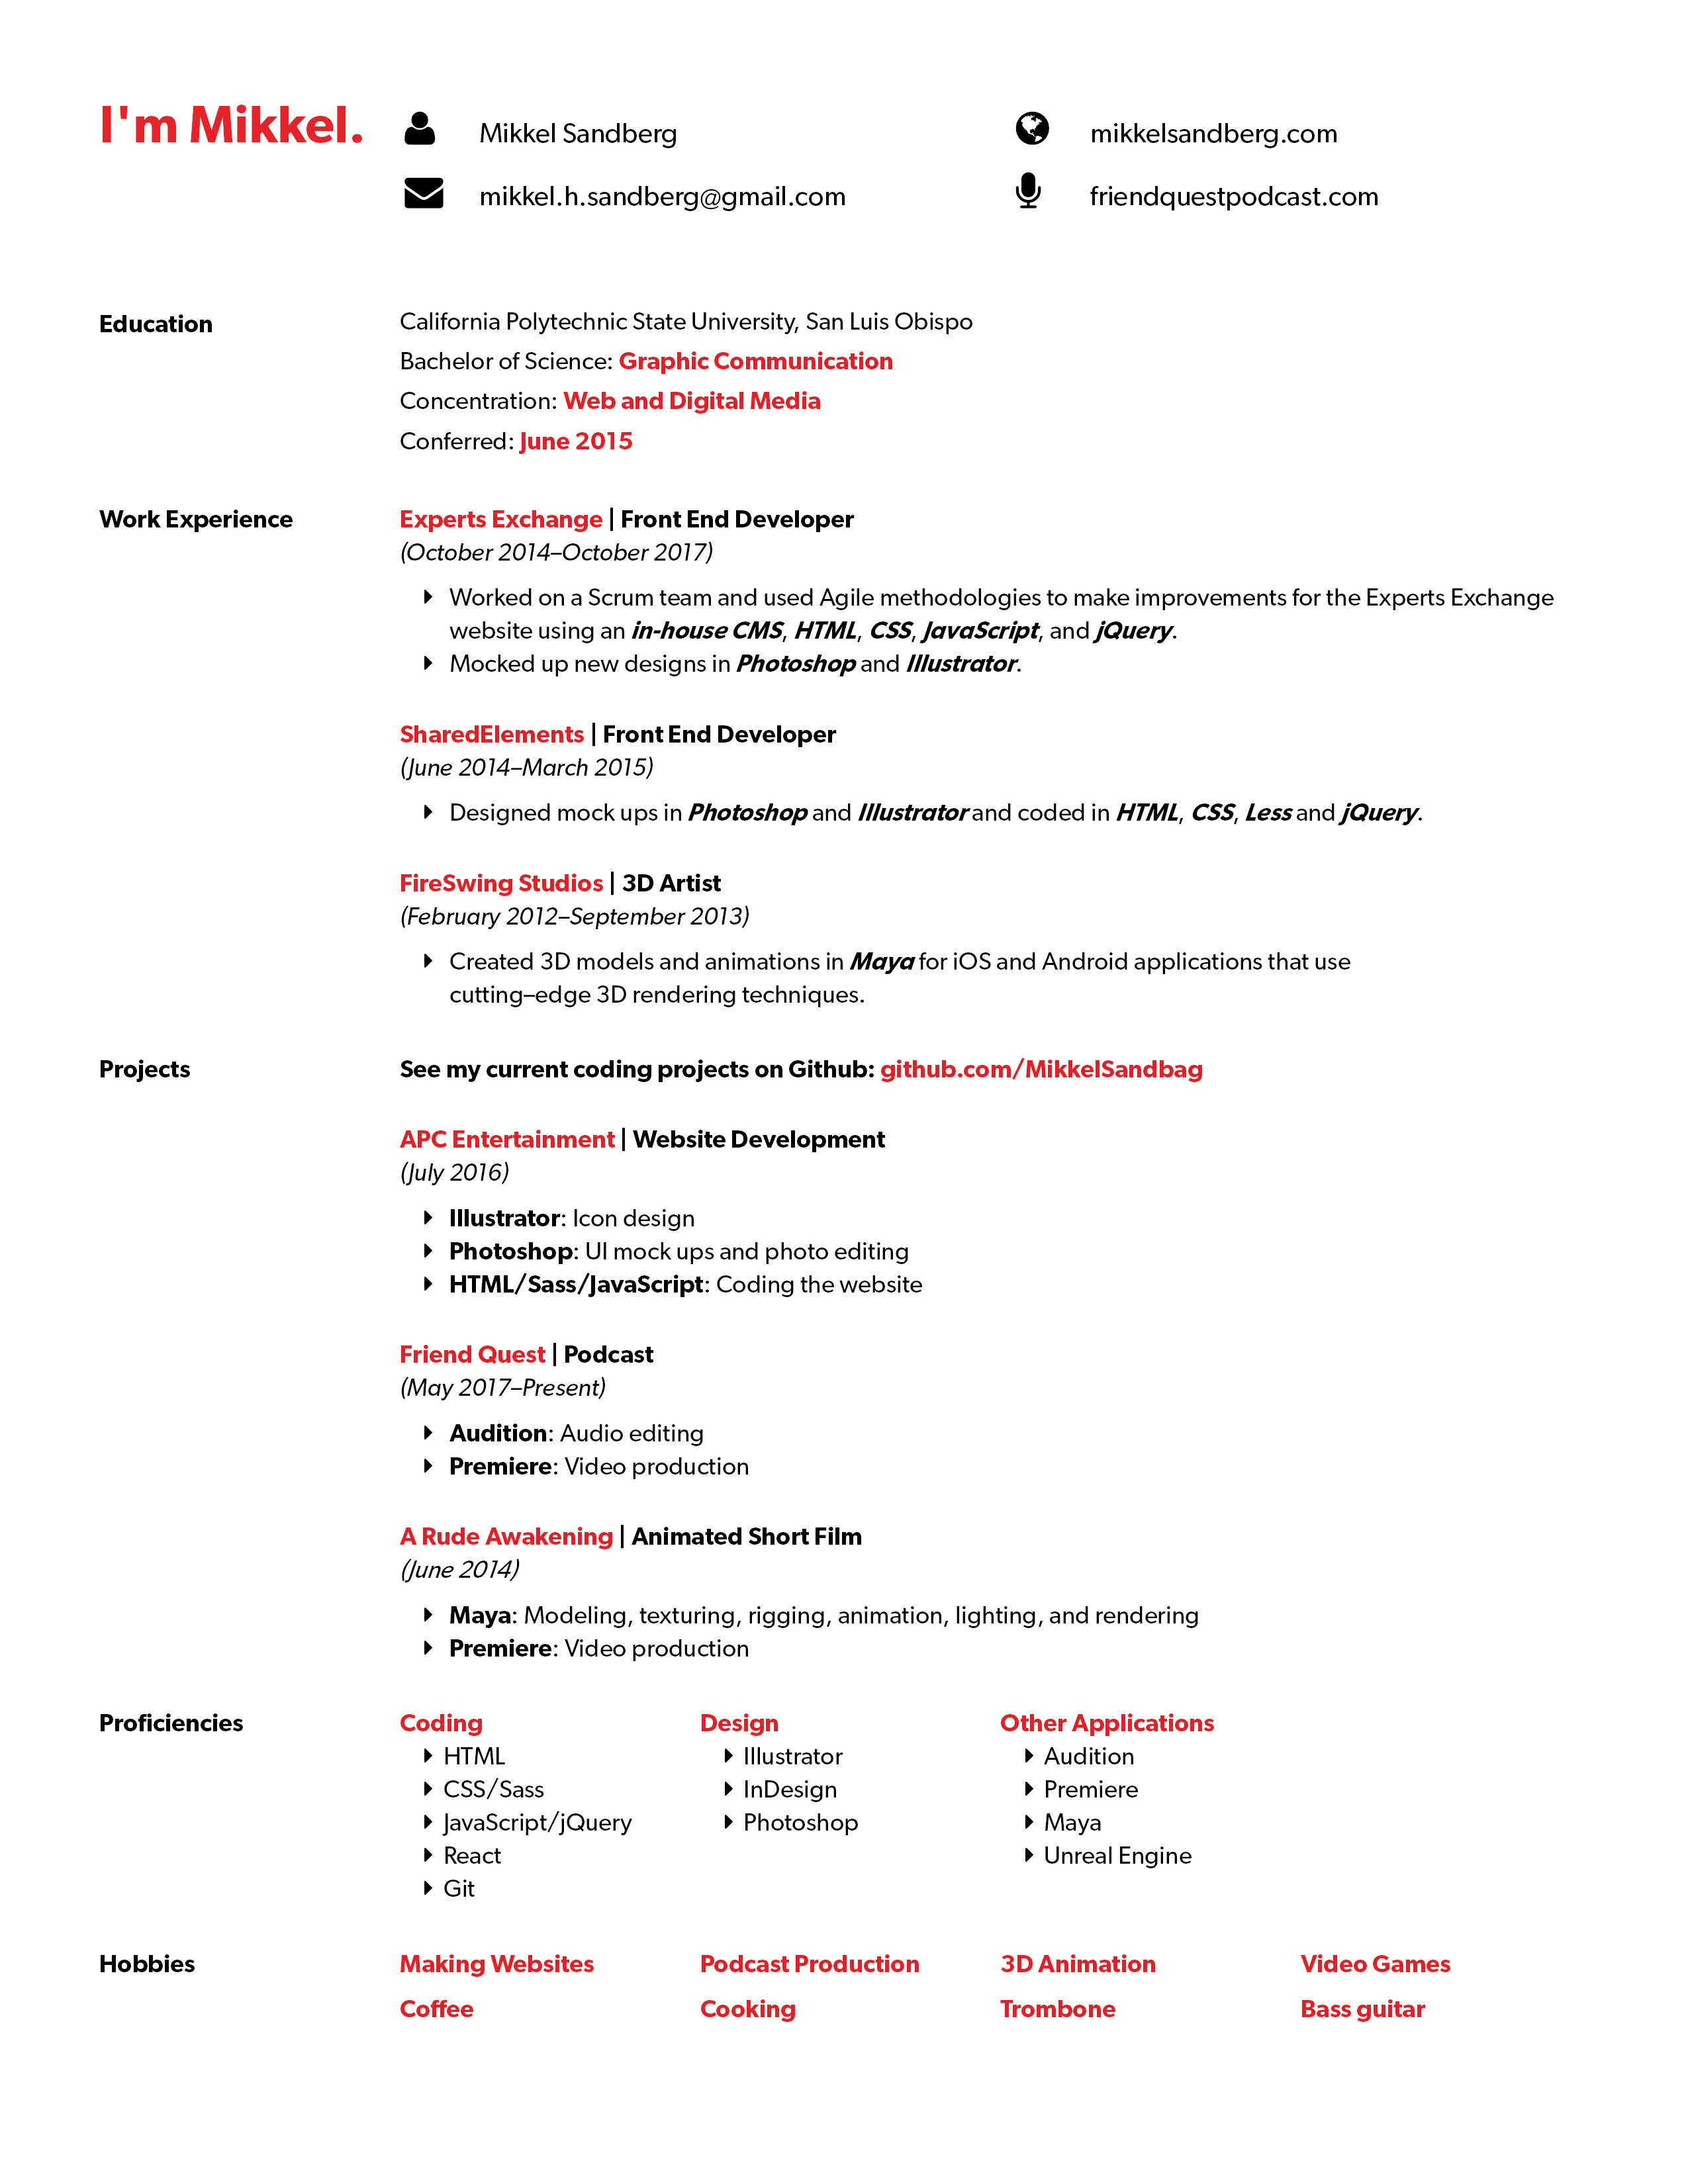 I'm Mikkel.
Mikkel Sandberg
mikkelsandberg.com
mikkel.h.sandberg@gmail.com
friendquestpodcast.com
Education
California Polytechnic State University, San Luis Obispo
Bachelor of Science: Graphic Communication
Concentration: Web and Digital Media
Conferred: June 2015
Work Experience
Experts Exchange | Front End Developer
(October 2014–October 2017)
Worked on a Scrum team and used Agile methodologies to make improvements for the Experts Exchange
website using an in-house CMS, HTML, CSS, JavaScript, and jQuery.
Mocked up new designs in Photoshop and Illustrator.
SharedElements | Front End Developer
(June 2014–March 2015)
Designed mock ups in Photoshop and Illustrator and coded in HTML, CSS, Less and jQuery.
FireSwing Studios | 3D Artist
(February 2012–September 2013)
Created 3D models and animations in Maya for iOS and Android applications that use
cutting–edge 3D rendering techniques.
Projects
See my current coding projects on Github: github.com/MikkelSandbag
APC Entertainment | Website Development
(July 2016)
Illustrator: Icon design
Photoshop: UI mock ups and photo editing
HTML/Sass/JavaScript: Coding the website
Friend Quest | Podcast
(May 2017–Present)
Audition: Audio editing
Premiere: Video production
A Rude Awakening | Animated Short Film
(June 2014)
Maya: Modeling, texturing, rigging, animation, lighting, and rendering
Premiere: Video production
Proficiencies
Coding
HTML
CSS/Sass
JavaScript/jQuery
React
Git
Design
Illustrator
InDesign
Photoshop
Other Applications
Audition
Premiere
Maya
Unreal Engine
Hobbies
Making Websites
Podcast Production
3D Animation
Video Games
Coffee
Cooking
Trombone
Bass guitar